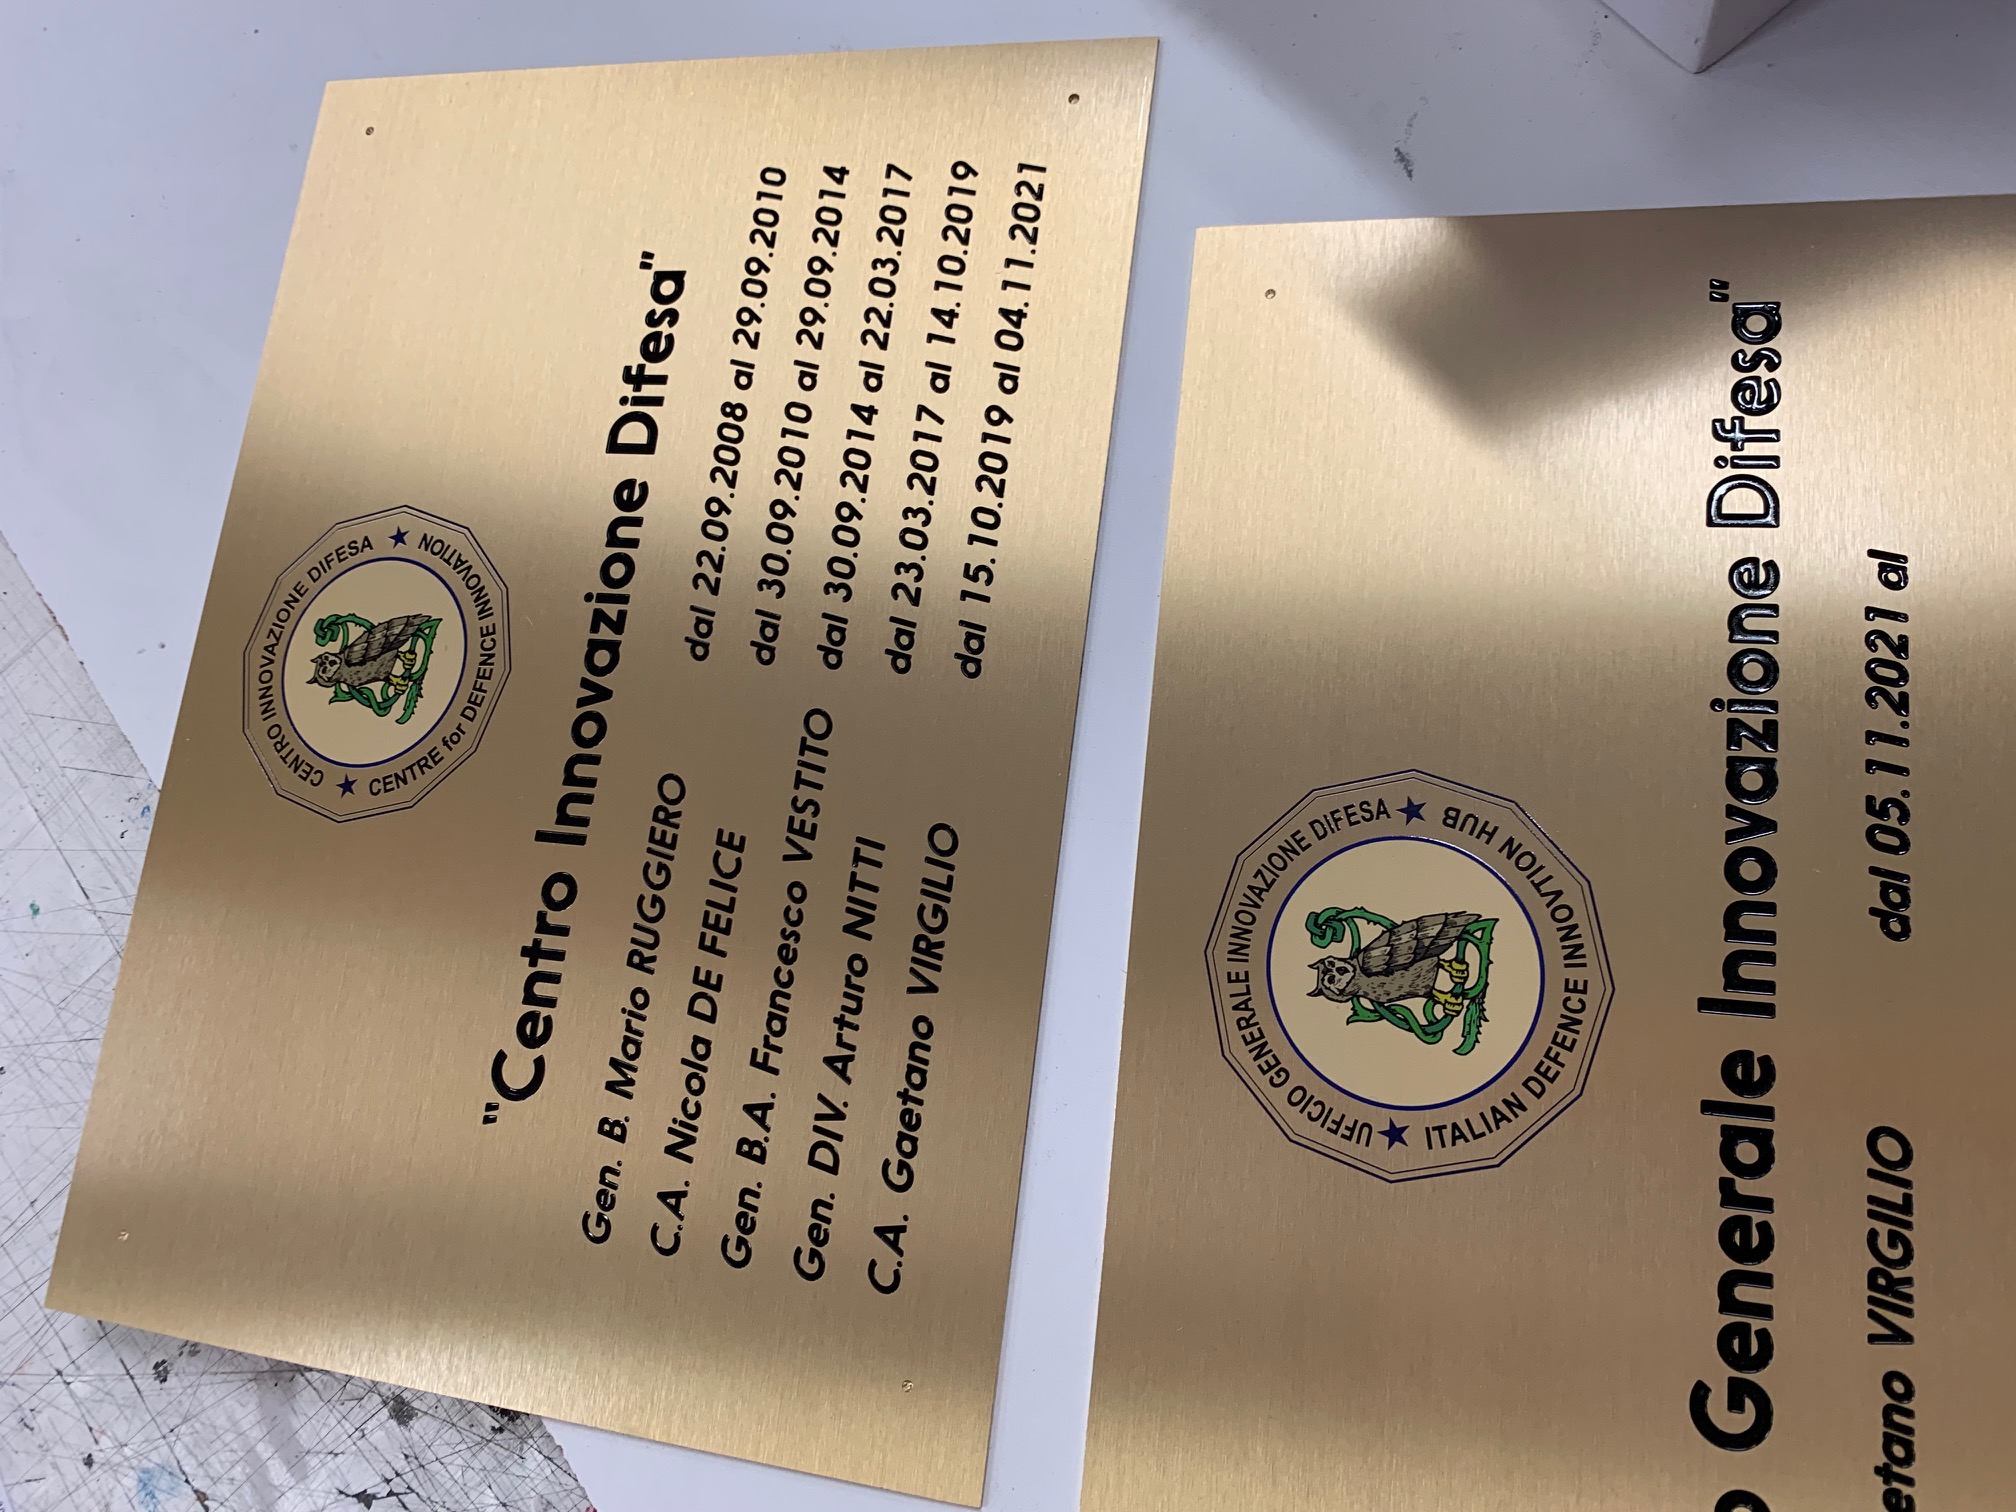 CENTRO INNOVAZIONE DIFESA
CENTRE for DEFENCE INNOVATION
"Centro Innovazione Difesa"
Gen. B. Mario RUGGIERO dal 22.09.2008 al 29.09.2010
C.A. Nicola DE FELICE dal 30.09.2010 al 29.09.2014
Gen. B.A. Francesco VESTITO dal 30.09.2014 al 22.03.2017
Gen. DIV. Arturo NITTI dal 23.03.2017 al 14.10.2019
C.A. Gaetano VIRGILIO dal 15.10.2019 al 04.11.2021
UFFICIO GENERALE INNOVAZIONE DIFESA
ITALIAN DEFENCE INNOVTION HUB
Generale Innovazione Difesa"
etano VIRGILIO dal 05.11.2021 al